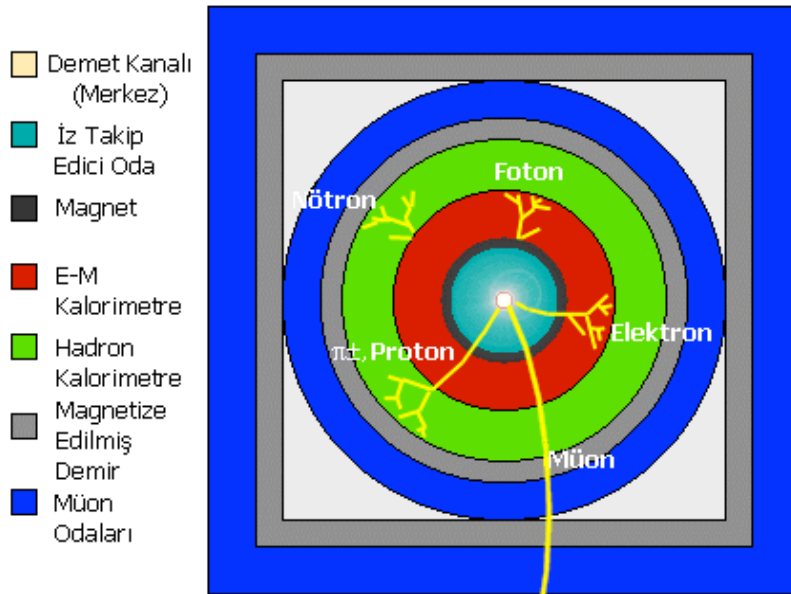 Demet Kanalı
(Merkez)
İz Takip
Edici Oda
Magnet
E-M
Kalorimetre
Hadron
Kalorimetre
Magnetize
Edilmiş
Demir
Müon
Odaları
Foton
Nötron
Elektron
π±, Proton
Müon